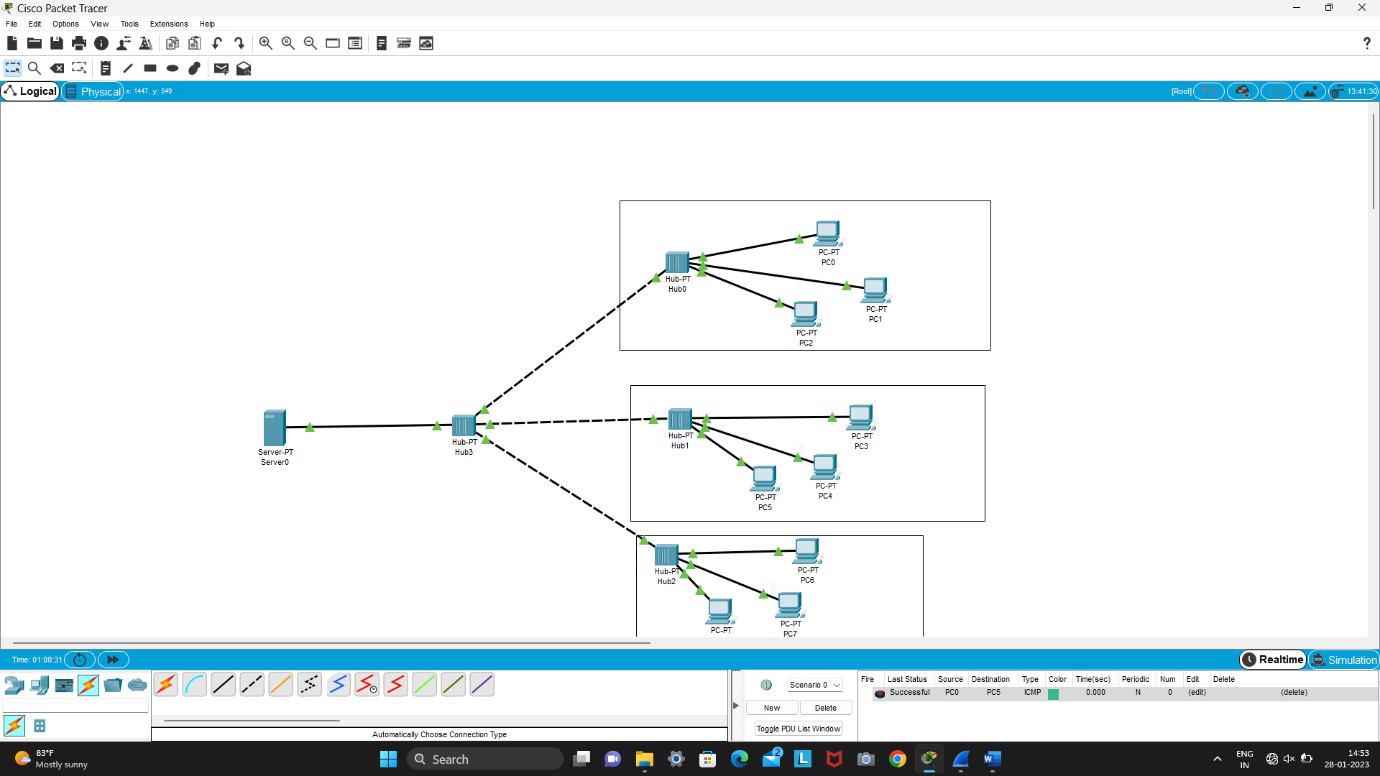 Cisco Packet Tracer
File Edit Options View Tools Extensions Help
?
Logical Physical x: 1447, y: 549 [Root] 13:41:30
PC-PT
PC0
Hub-PT
Hub0
PC-PT
PC1
PC-PT
PC2
Server-PT
Server0
Hub-PT
Hub3
Hub-PT
Hub1
PC-PT
PC3
PC-PT
PC4
PC-PT
PC5
Hub-PT
Hub2
PC-PT
PC6
PC-PT
PC7
PC-PT
Time: 01:00:31 Realtime Simulation
Scenario 0
New Delete
Toggle PDU List Window
Fire Last Status Source Destination Type Color Time(sec) Periodic Num Edit Delete
Successful PC0 PC5 ICMP 0.000 N 0 (edit) (delete)
Automatically Choose Connection Type
83°F
Mostly sunny
Search
2
L
ENG
IN
14:53
28-01-2023